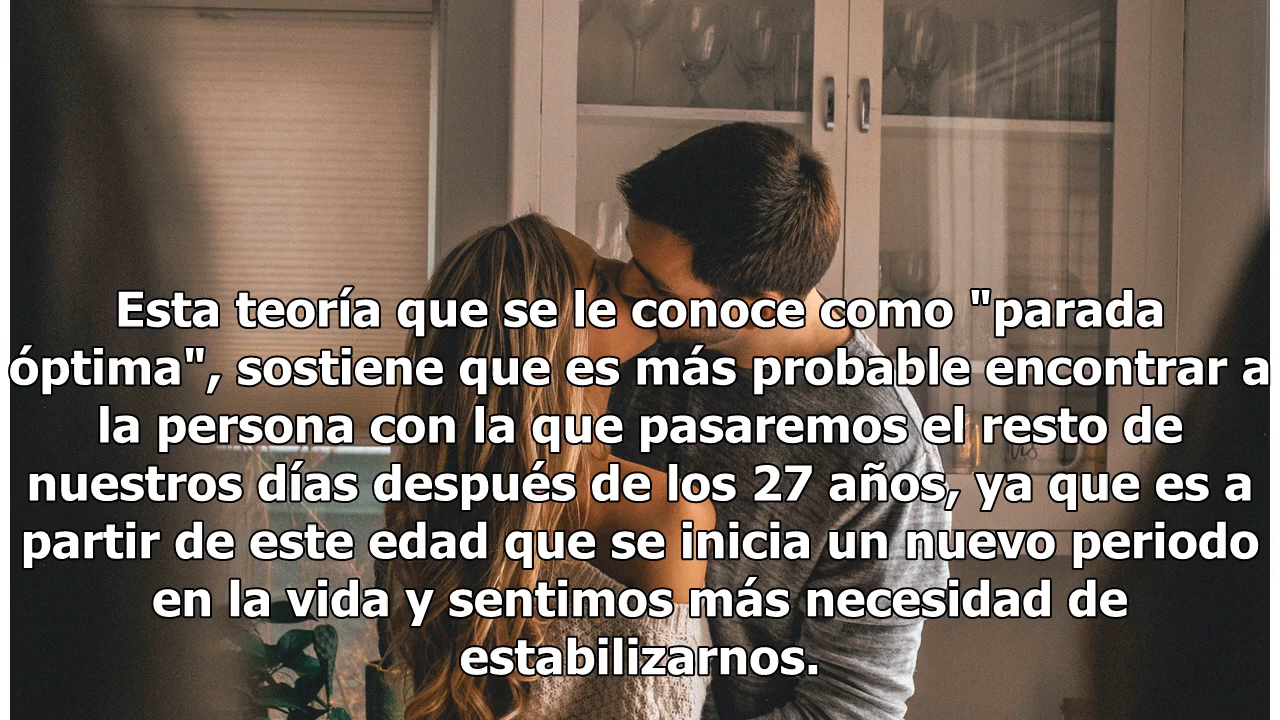 Esta teoría que se le conoce como "parada
óptima", sostiene que es más probable encontrar a
la persona con la que pasaremos el resto de
nuestros días después de los 27 años, ya que es a
partir de este edad que se inicia un nuevo periodo
en la vida y sentimos más necesidad de
estabilizarnos.